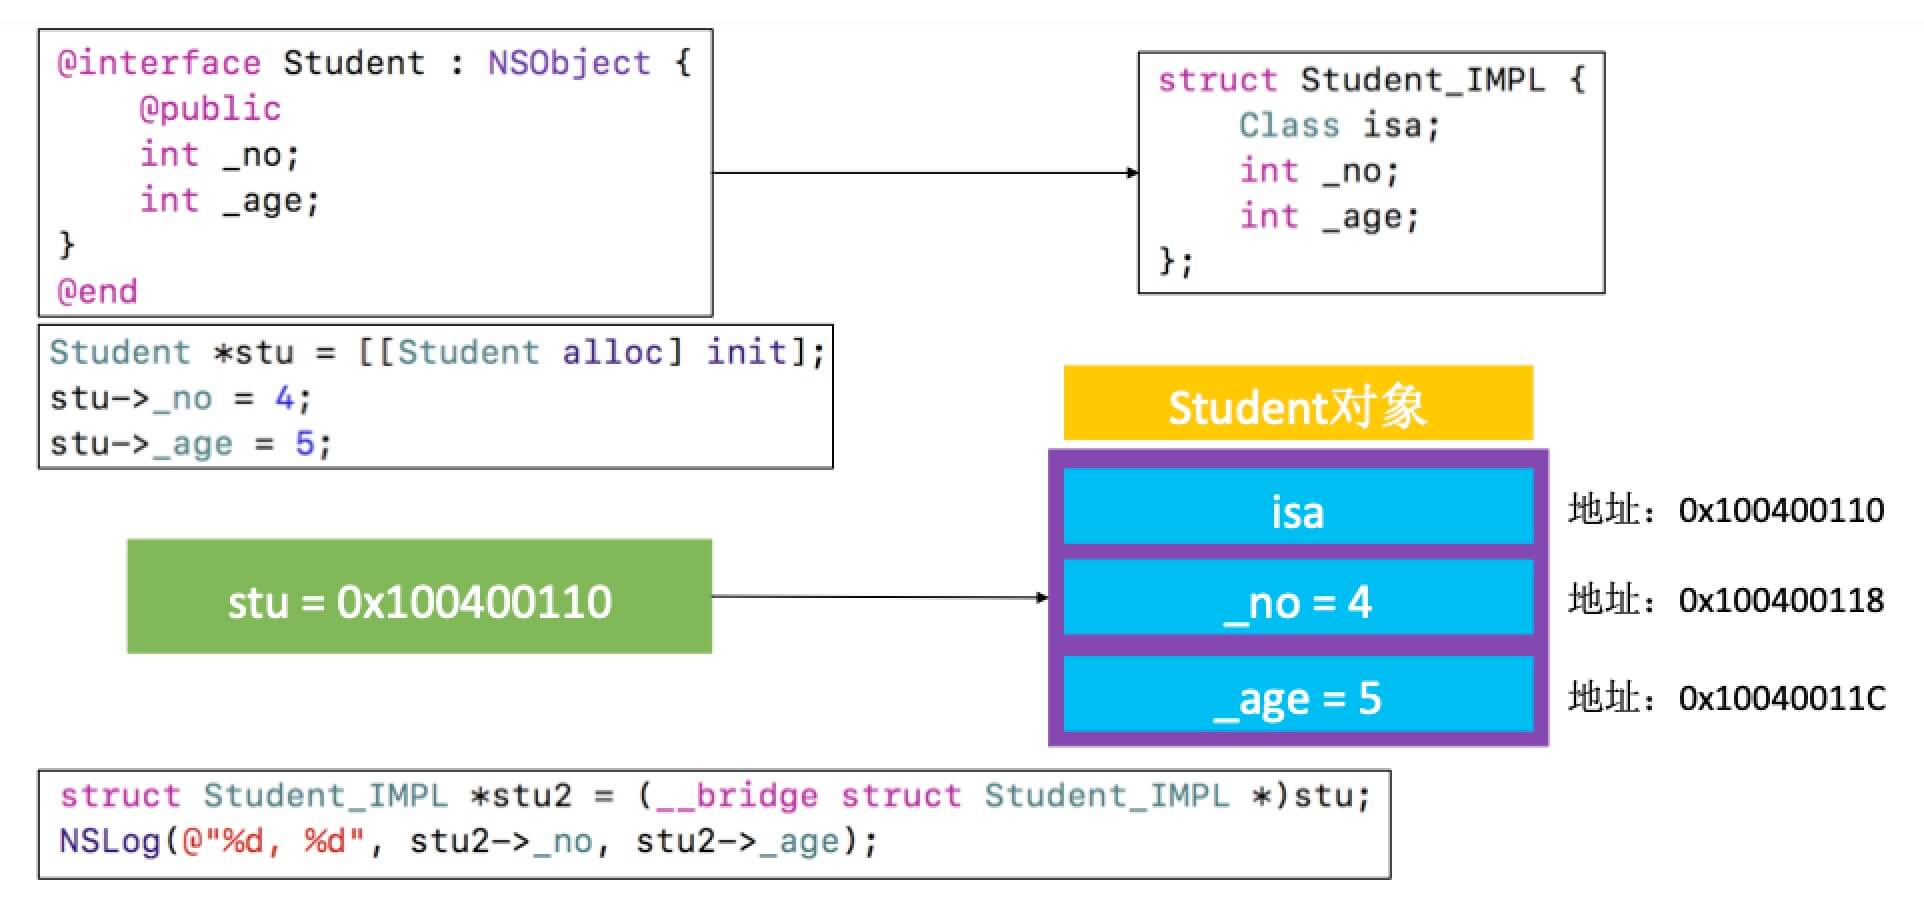 @interface Student : NSObject {
    @public
    int _no;
    int _age;
}
@end
struct Student_IMPL {
    Class isa;
    int _no;
    int _age;
};
Student *stu = [[Student alloc] init];
stu->_no = 4;
stu->_age = 5;
Student对象
isa
地址：0x100400110
stu = 0x100400110
_no = 4
地址：0x100400118
_age = 5
地址：0x10040011C
struct Student_IMPL *stu2 = (__bridge struct Student_IMPL *)stu;
NSLog(@"%d, %d", stu2->_no, stu2->_age);